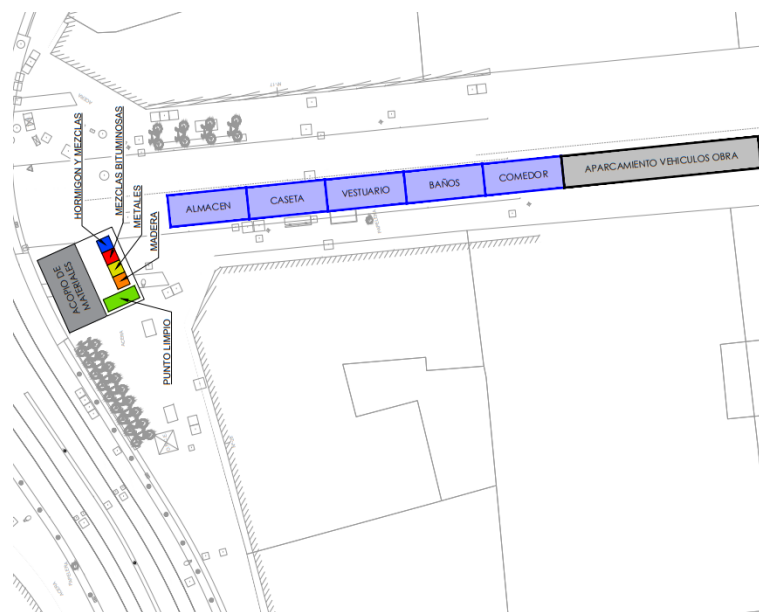 HORMIGON Y MEZCLAS
MEZCLAS BITUMINOSAS
METALES
MADERA
ALMACEN
CASETA
VESTUARIO
BAÑOS
COMEDOR
APARCAMIENTO VEHICULOS OBRA
ACOPIO DE
MATERIALES
PUNTO LIMPIO
ACERA